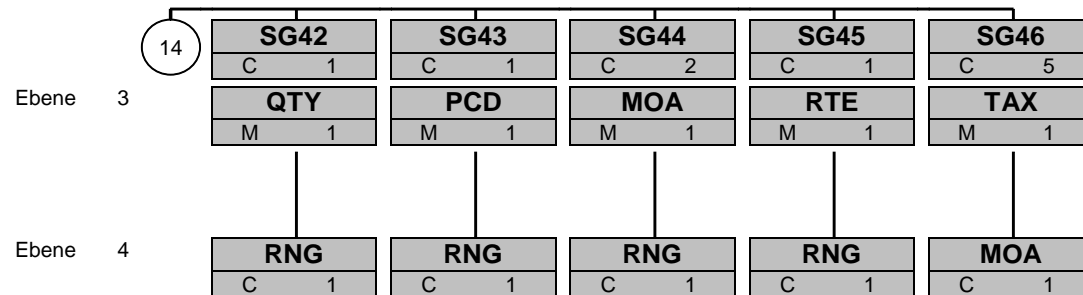 14 SG42 SG43 SG44 SG45 SG46
C 1 C 1 C 2 C 1 C 5
Ebene 3 QTY PCD MOA RTE TAX
M 1 M 1 M 1 M 1 M 1
Ebene 4 RNG RNG RNG RNG MOA
C 1 C 1 C 1 C 1 C 1